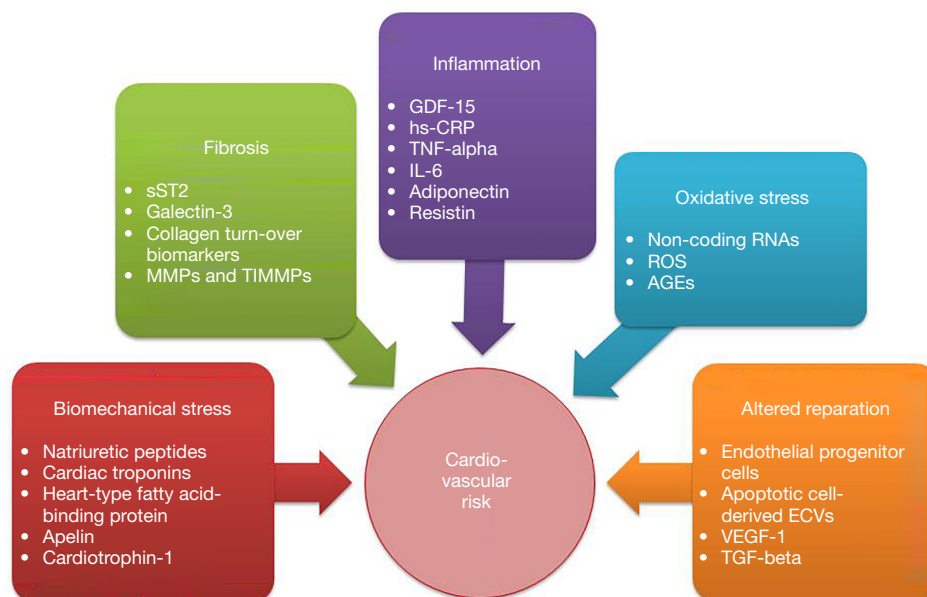 Inflammation
• GDF-15
• hs-CRP
• TNF-alpha
• IL-6
• Adiponectin
• Resistin
Fibrosis
• sST2
• Galectin-3
• Collagen turn-over
biomarkers
• MMPs and TIMMPs
Oxidative stress
• Non-coding RNAs
• ROS
• AGEs
Biomechanical stress
• Natriuretic peptides
• Cardiac troponins
• Heart-type fatty acid-
binding protein
• Apelin
• Cardiotrophin-1
Cardio-
vascular
risk
Altered reparation
• Endothelial progenitor
cells
• Apoptotic cell-
derived ECVs
• VEGF-1
• TGF-beta